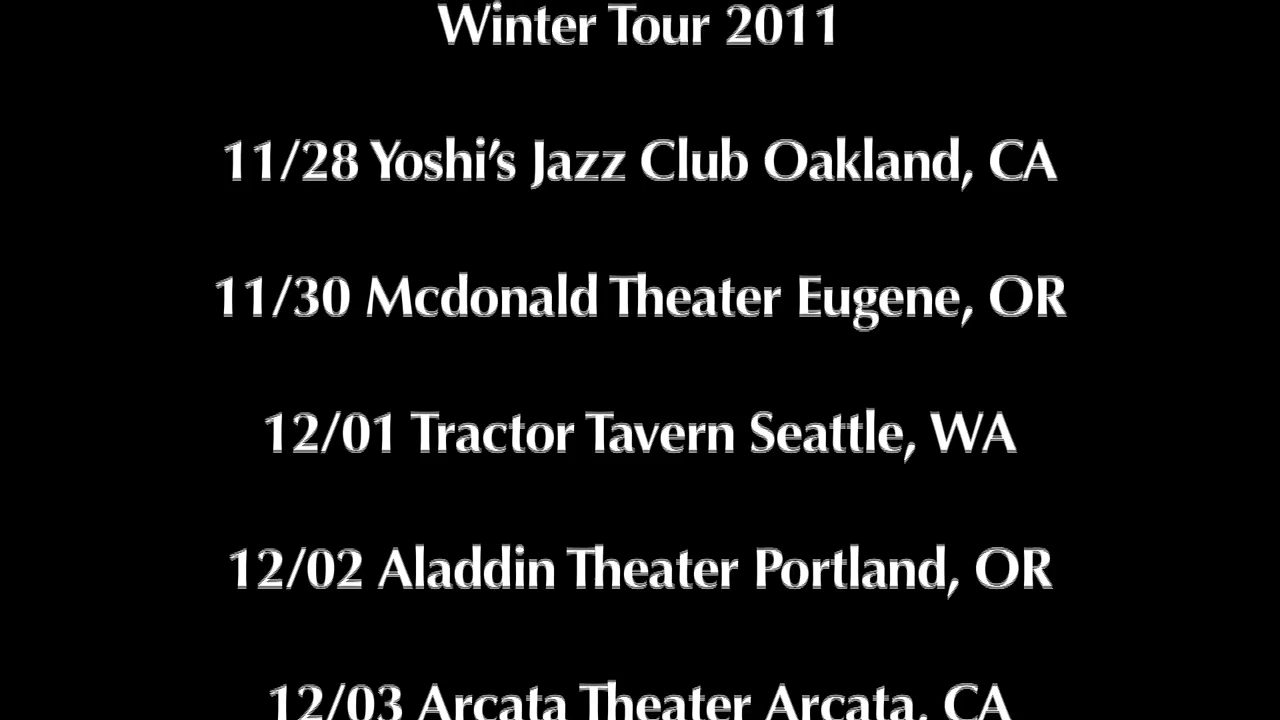 Winter Tour 2011
11/28 Yoshi’s Jazz Club Oakland, CA
11/30 Mcdonald Theater Eugene, OR
12/01 Tractor Tavern Seattle, WA
12/02 Aladdin Theater Portland, OR
12/03 Arcata Theater Arcata, CA